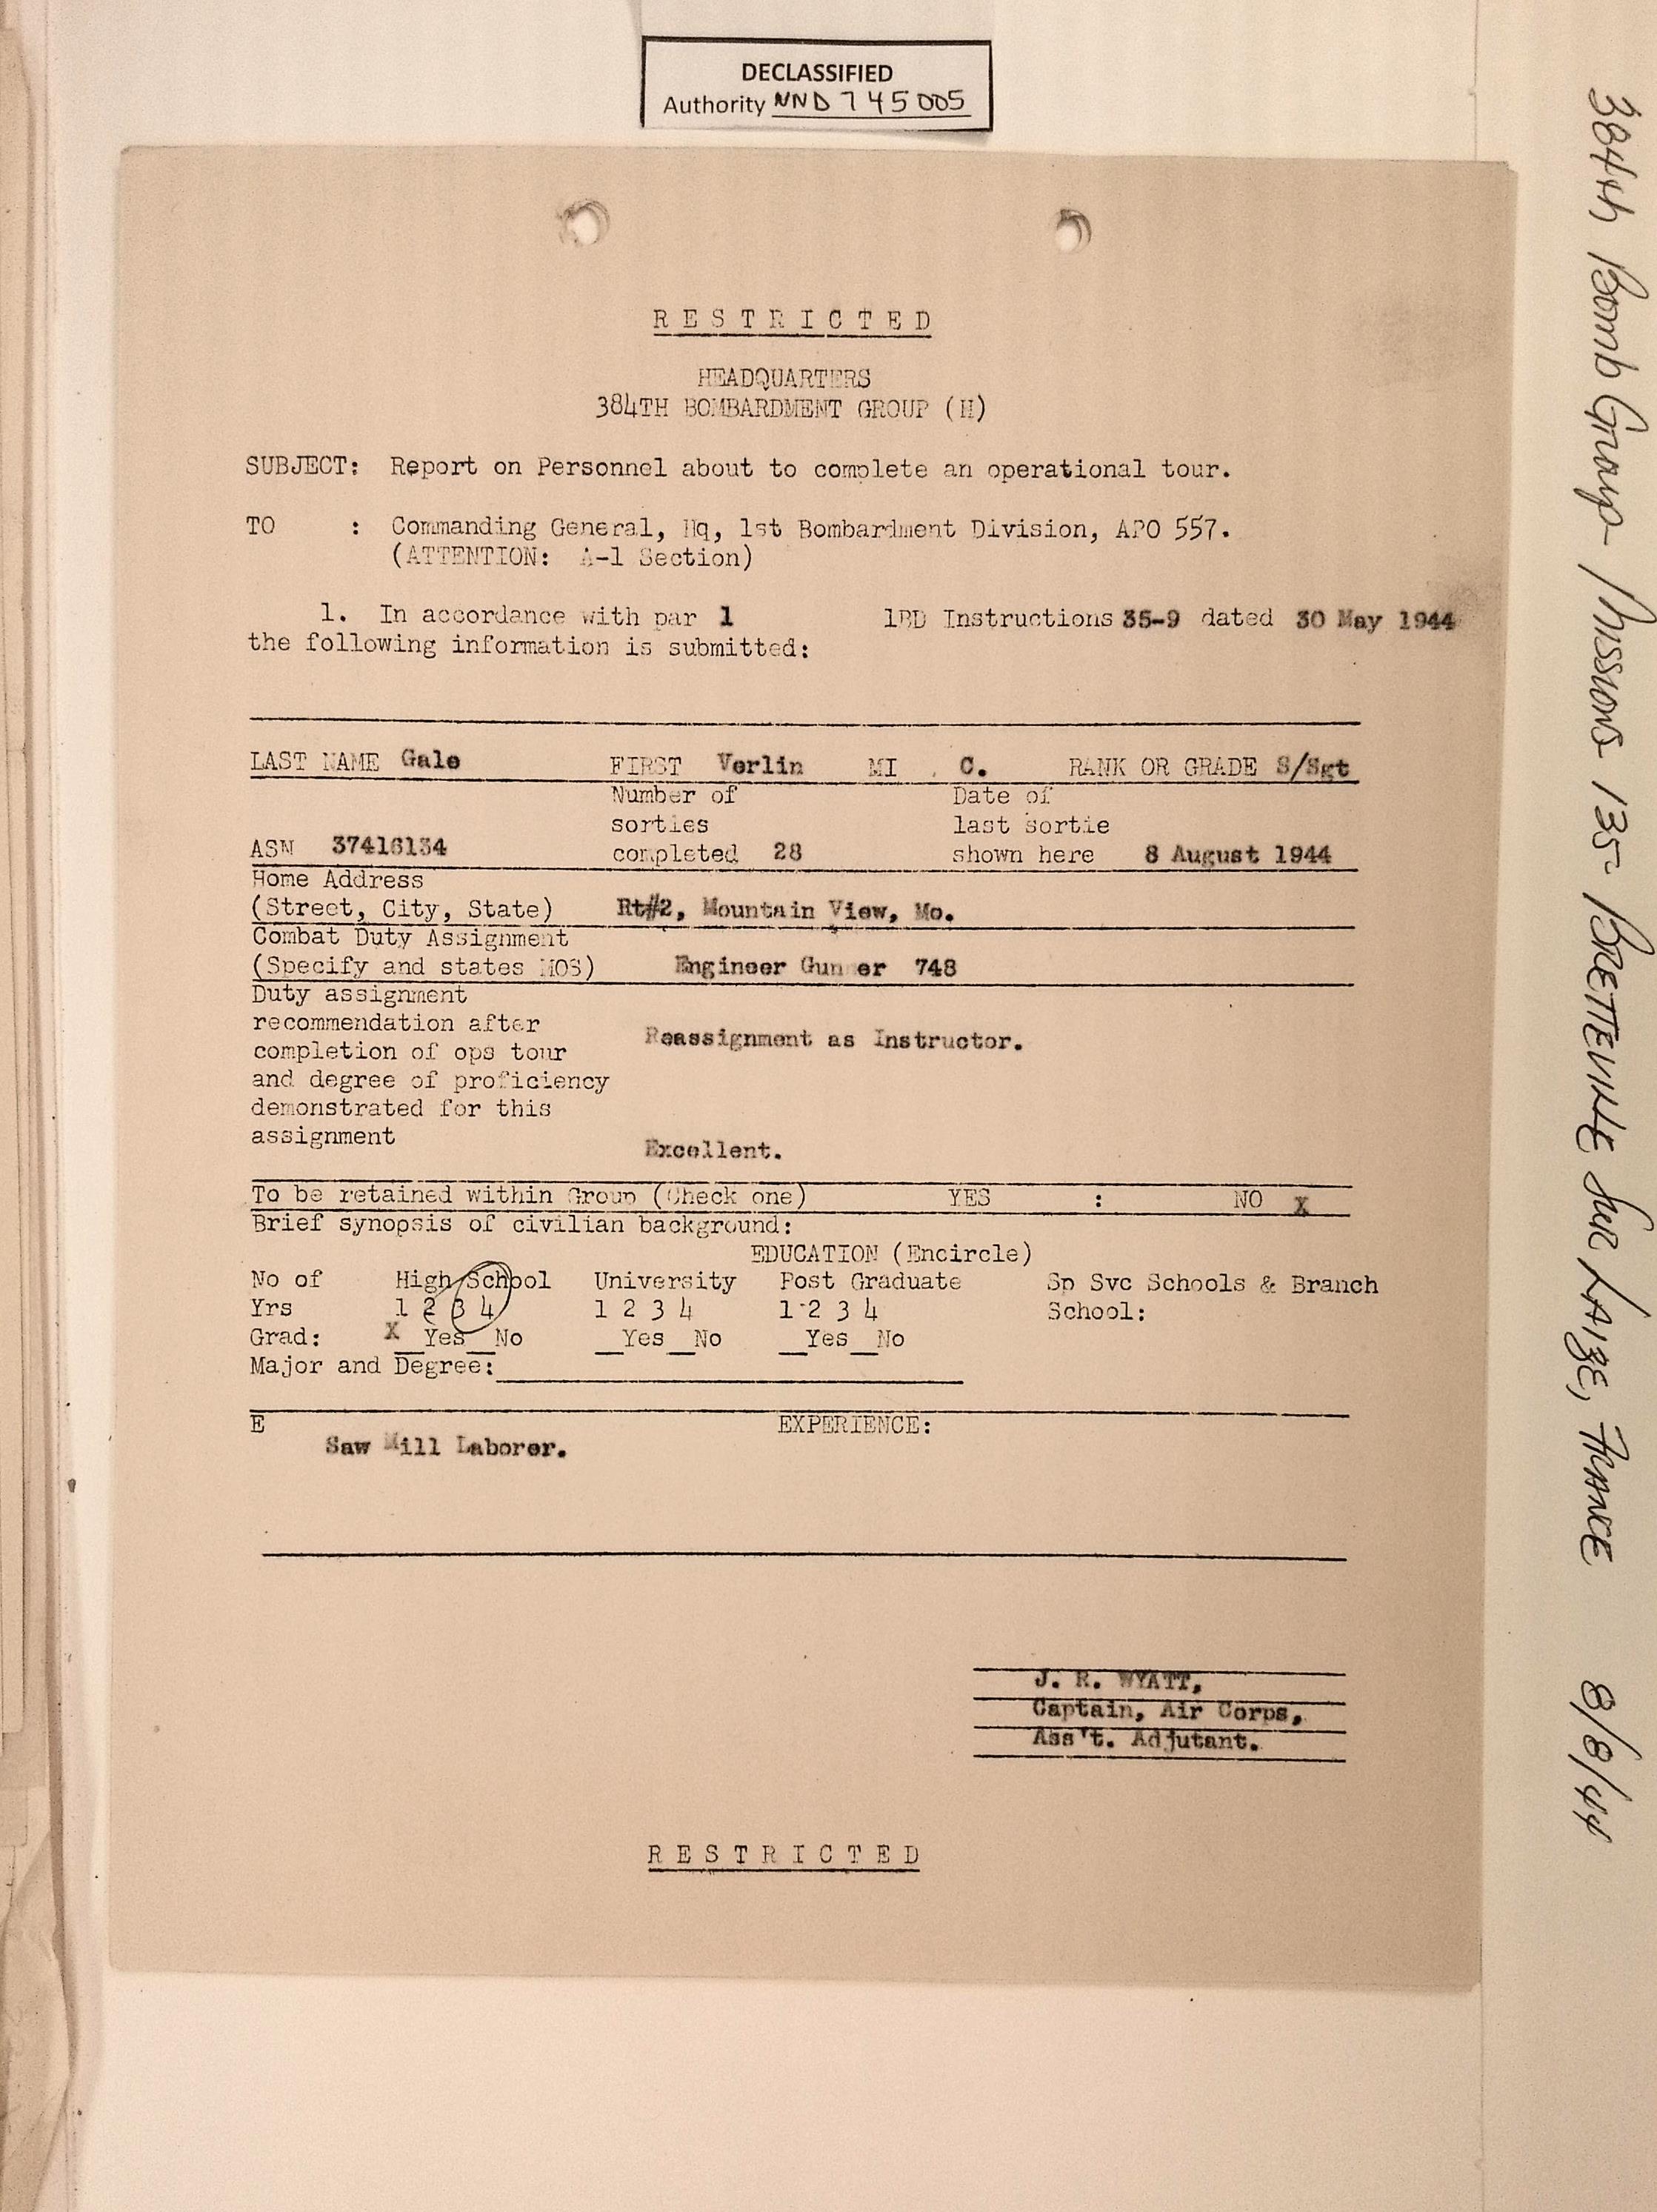 DECLASSIFIED
Authority NND 745005
RESTRICTED
HEADQUARTERS
384TH BOMBARDMENT GROUP (H)
SUBJECT: Report on Personnel about to complete an operational tour.
TO : Commanding General, Hq, 1st Bombardment Division, APO 557.
(ATTENTION: A-1 Section)
1. In accordance with par 1 1BD Instructions 35-9 dated 30 May 1944
the following information is submitted:
LAST NAME Gale FIRST Verlin MI C. RANK OR GRADE S/Sgt
Number of Date of
sorties last sortie
ASN 37416134 completed 28 shown here 8 August 1944
Home Address
(Street, City, State) Rt#2, Mountain View, Mo.
Combat Duty Assignment
(Specify and states MOS) Engineer Gunner 748
Duty assignment
recommendation after
Reassignment as Instructor.
completion of ops tour
and degree of proficiency
demonstrated for this
assignment
Excellent.
To be retained within Group (Check one) YES : NO X
Brief synopsis of civilian background:
EDUCATION (Encircle)
No of High School University Post Graduate Sp Svc Schools & Branch
Yrs 1 2 3 4 1 2 3 4 1 2 3 4 School:
Grad: X Yes No Yes No Yes No
Major and Degree:
E EXPERIENCE:
Saw Mill Laborer.
J. R. WYATT,
Captain, Air Corps,
Ass't. Adjutant.
RESTRICTED
384th Bomb Group Missions 135 BRETTEVILLE Sur LAIZE, FRANCE 8/8/44